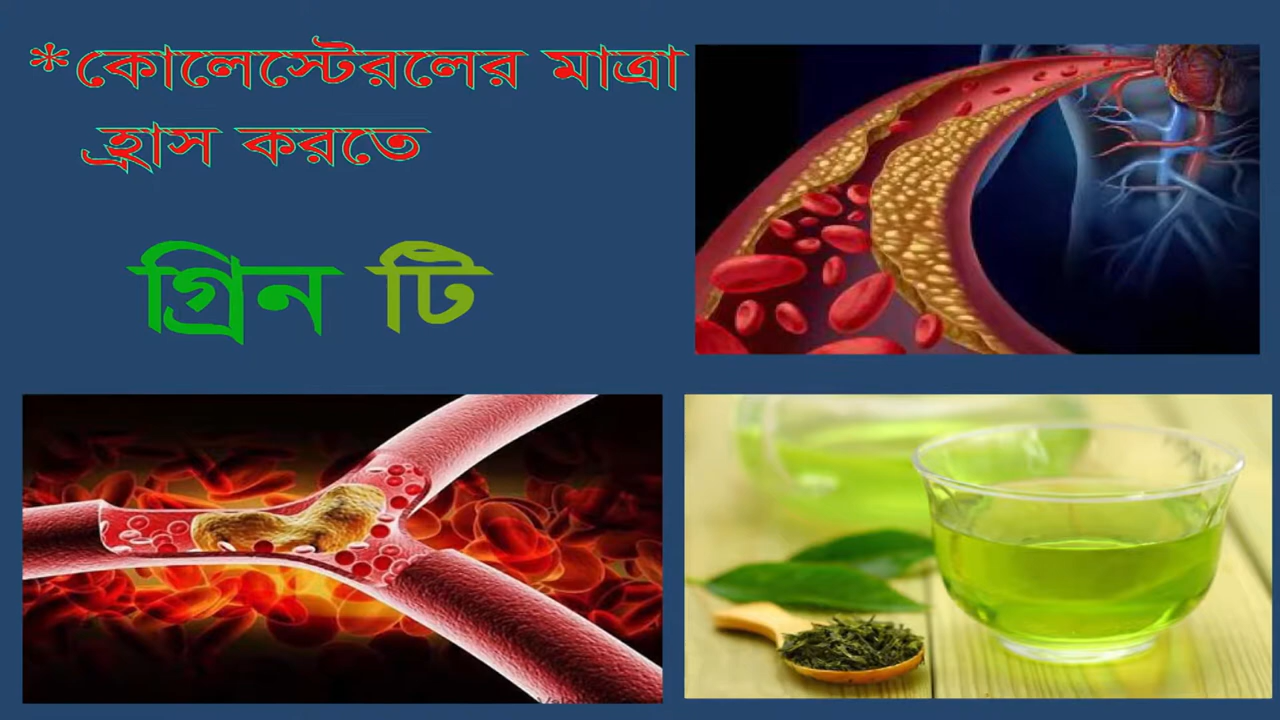 *কোলেস্টেরলের মাত্রা
হ্রাস করতে
গ্রিন টি